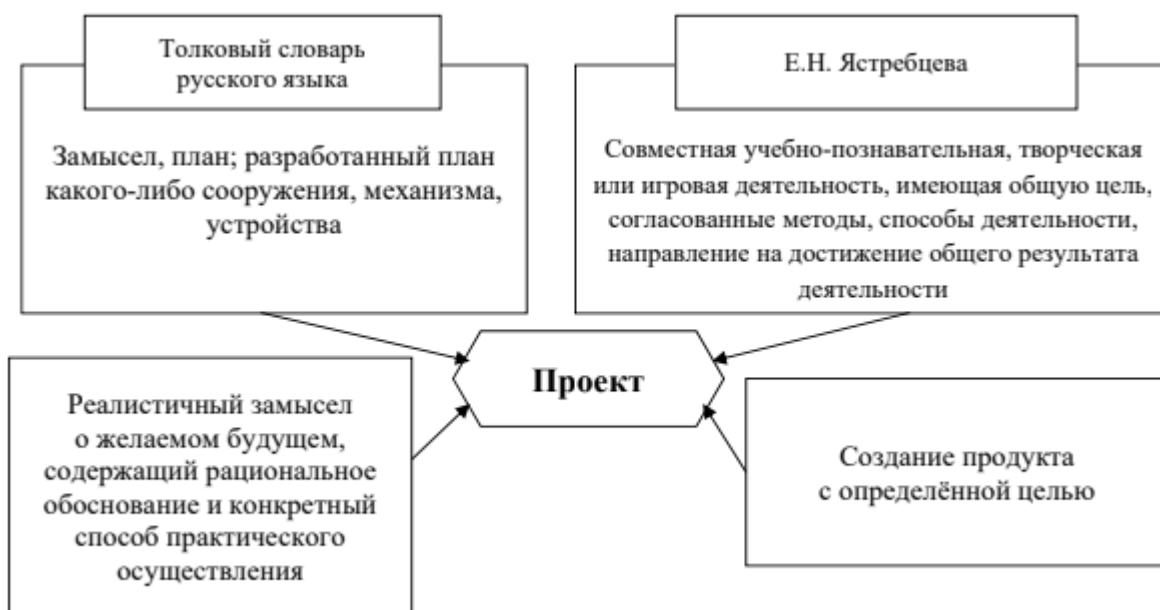 Толковый словарь
русского языка
Замысел, план; разработанный план
какого-либо сооружения, механизма,
устройства
Е.Н. Ястребцева
Совместная учебно-познавательная, творческая
или игровая деятельность, имеющая общую цель,
согласованные методы, способы деятельности,
направление на достижение общего результата
деятельности
Проект
Реалистичный замысел
о желаемом будущем,
содержащий рациональное
обоснование и конкретный
способ практического
осуществления
Создание продукта
с определённой целью